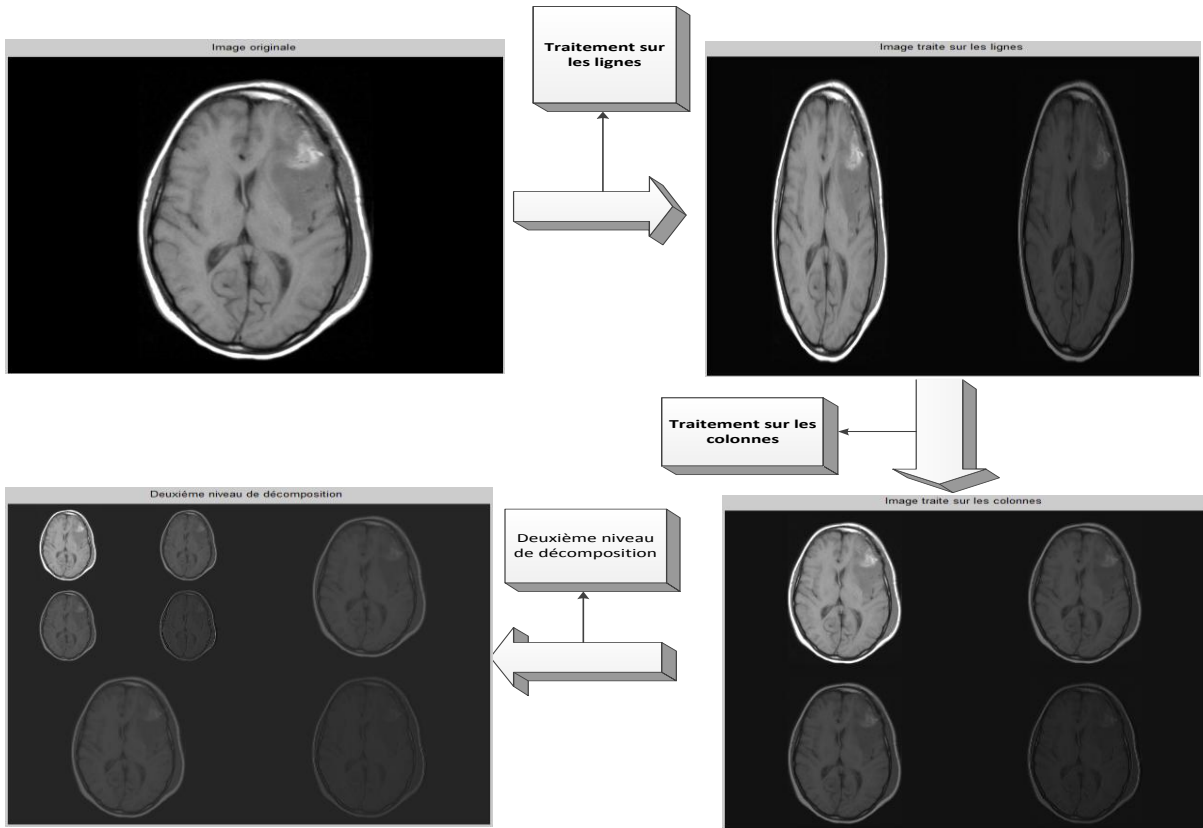 Image originale
Traitement sur
les lignes
Image traite sur les lignes
Traitement sur les
colonnes
Image traite sur les colonnes
Deuxième niveau
de décomposition
Deuxiéme niveau de décomposition